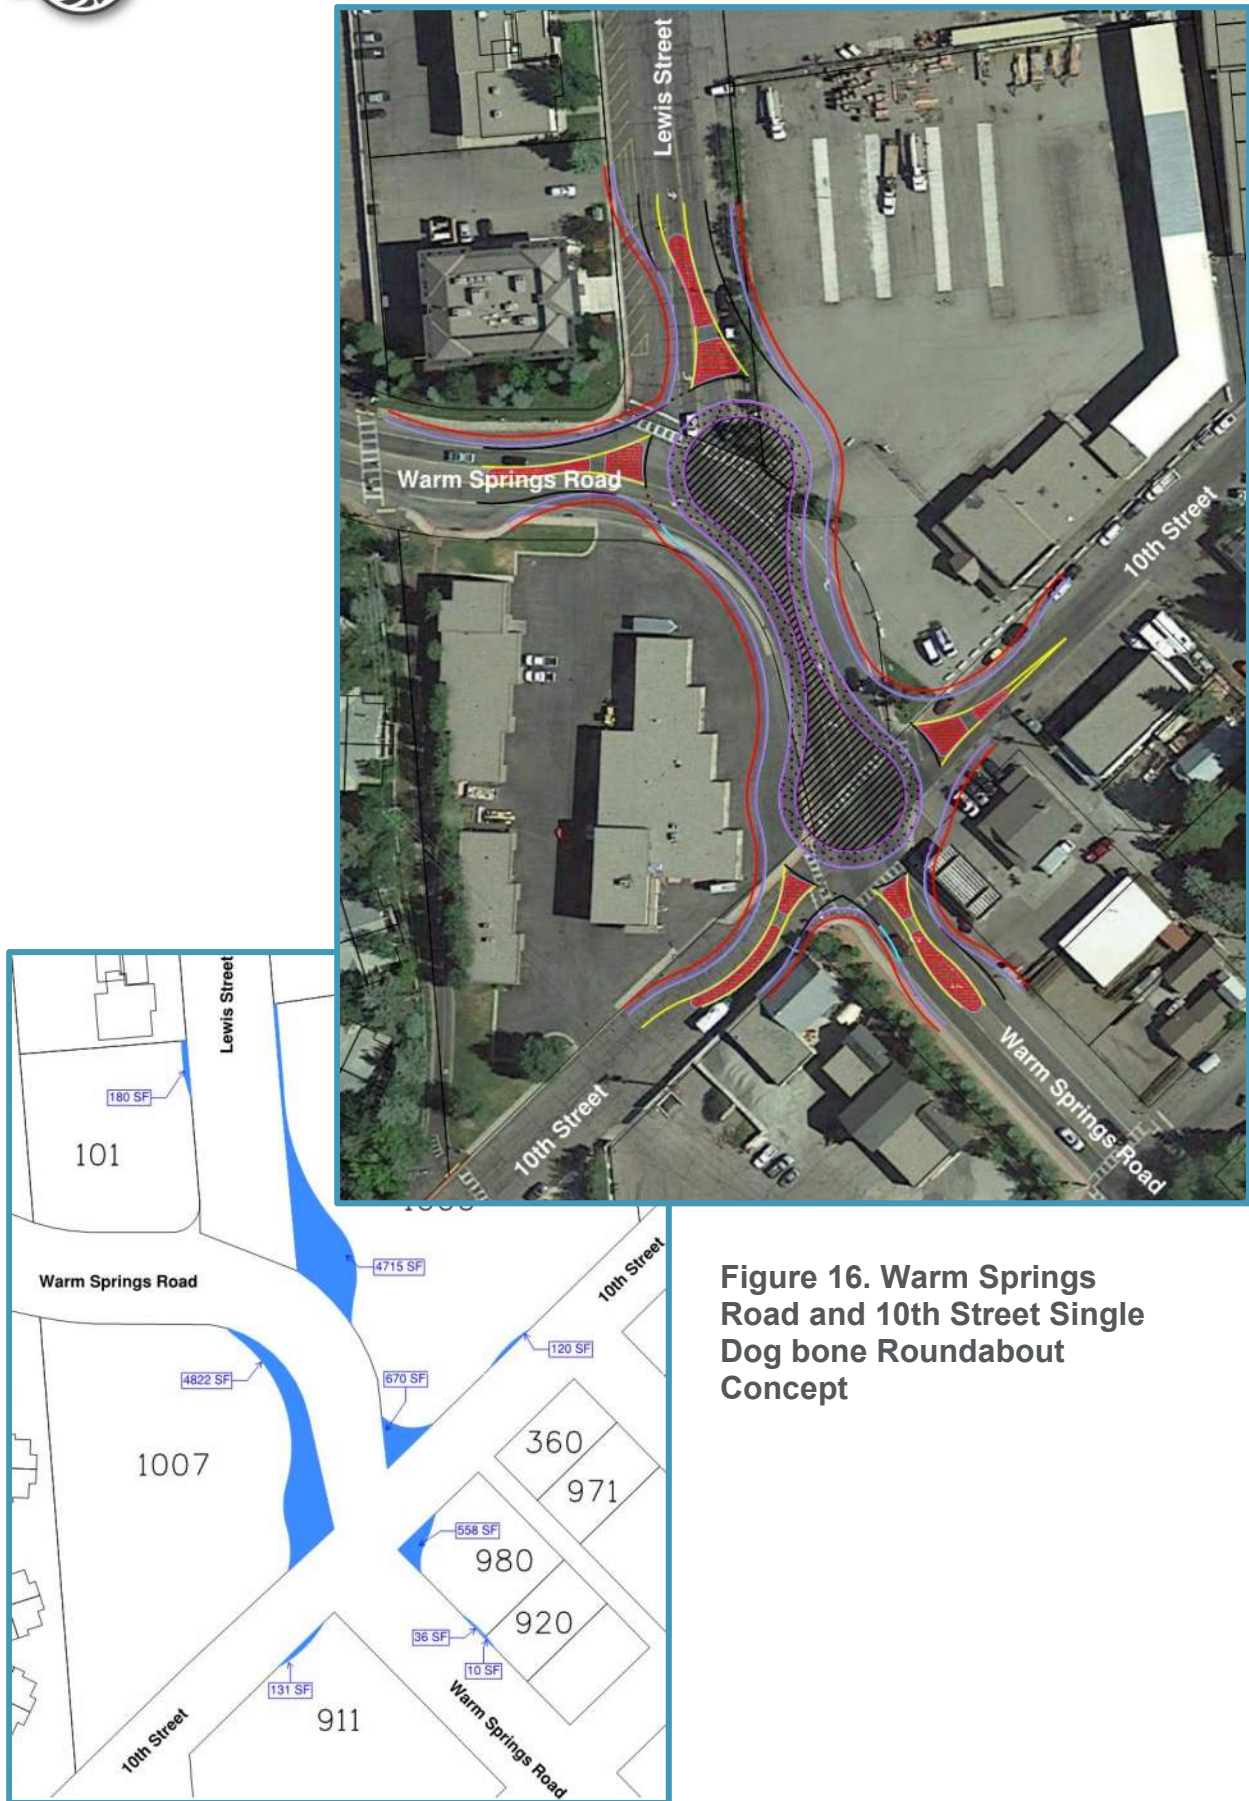 Lewis Street
Warm Springs Road
10th Street
10th Street
Warm Springs Road
Lewis Street
180 SF
101
4715 SF
Warm Springs Road
10th Street
120 SF
4822 SF
670 SF
360
1007
971
558 SF
980
920
36 SF
10 SF
131 SF
911
10th Street
Warm Springs Road
Figure 16. Warm Springs
Road and 10th Street Single
Dog bone Roundabout
Concept